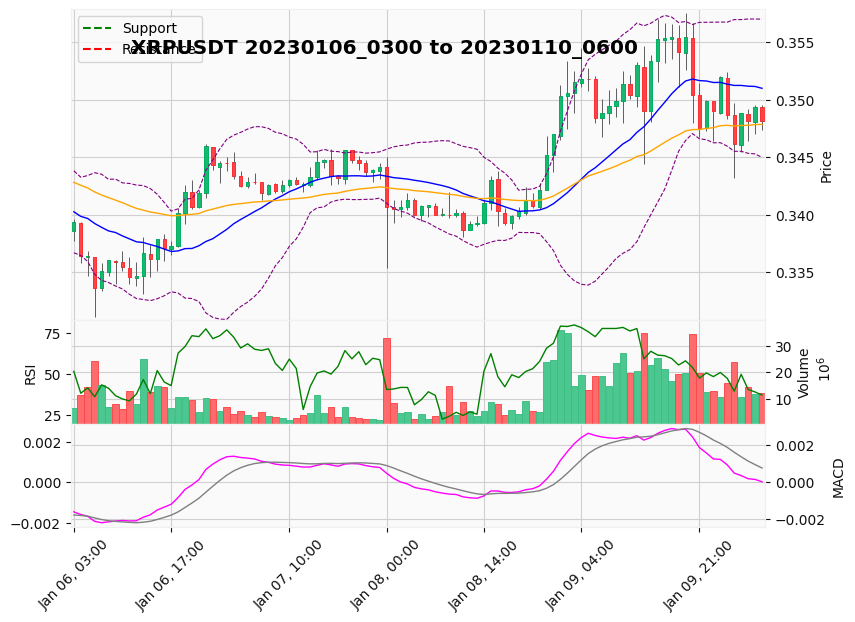 Support
Resistance
XRPUSDT 20230106_0300 to 20230110_0600
0.355
0.350
0.345
0.340
0.335
Price
75
50
25
RSI
30
20
10
Volume
10^6
0.002
0.000
−0.002
0.002
0.000
−0.002
MACD
Jan 06, 03:00
Jan 06, 17:00
Jan 07, 10:00
Jan 08, 00:00
Jan 08, 14:00
Jan 09, 04:00
Jan 09, 21:00